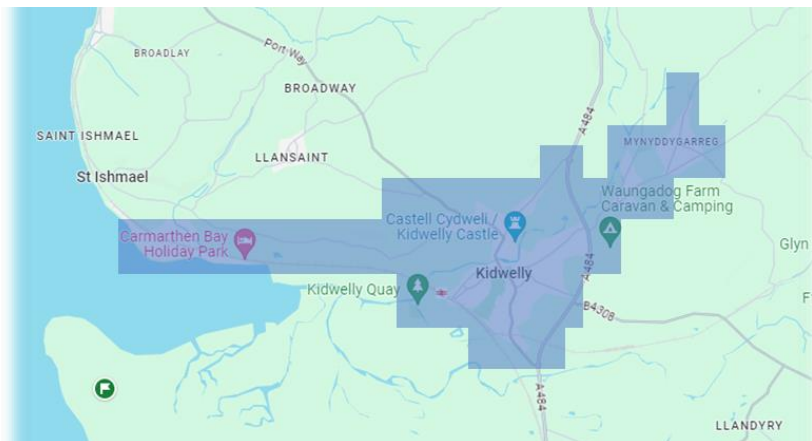 BROADLAY
Port-Way
BROADWAY
A484
SAINT ISHMAEL
LLANSAINT
MYNYDDYGARREG
St Ishmael
Waungadog Farm
Caravan & Camping
Castell Cydweli /
Kidwelly Castle
Carmarthen Bay
Holiday Park
Glyn
Kidwelly
Kidwelly Quay
A484
B4308
F
A484
LLANDYRY